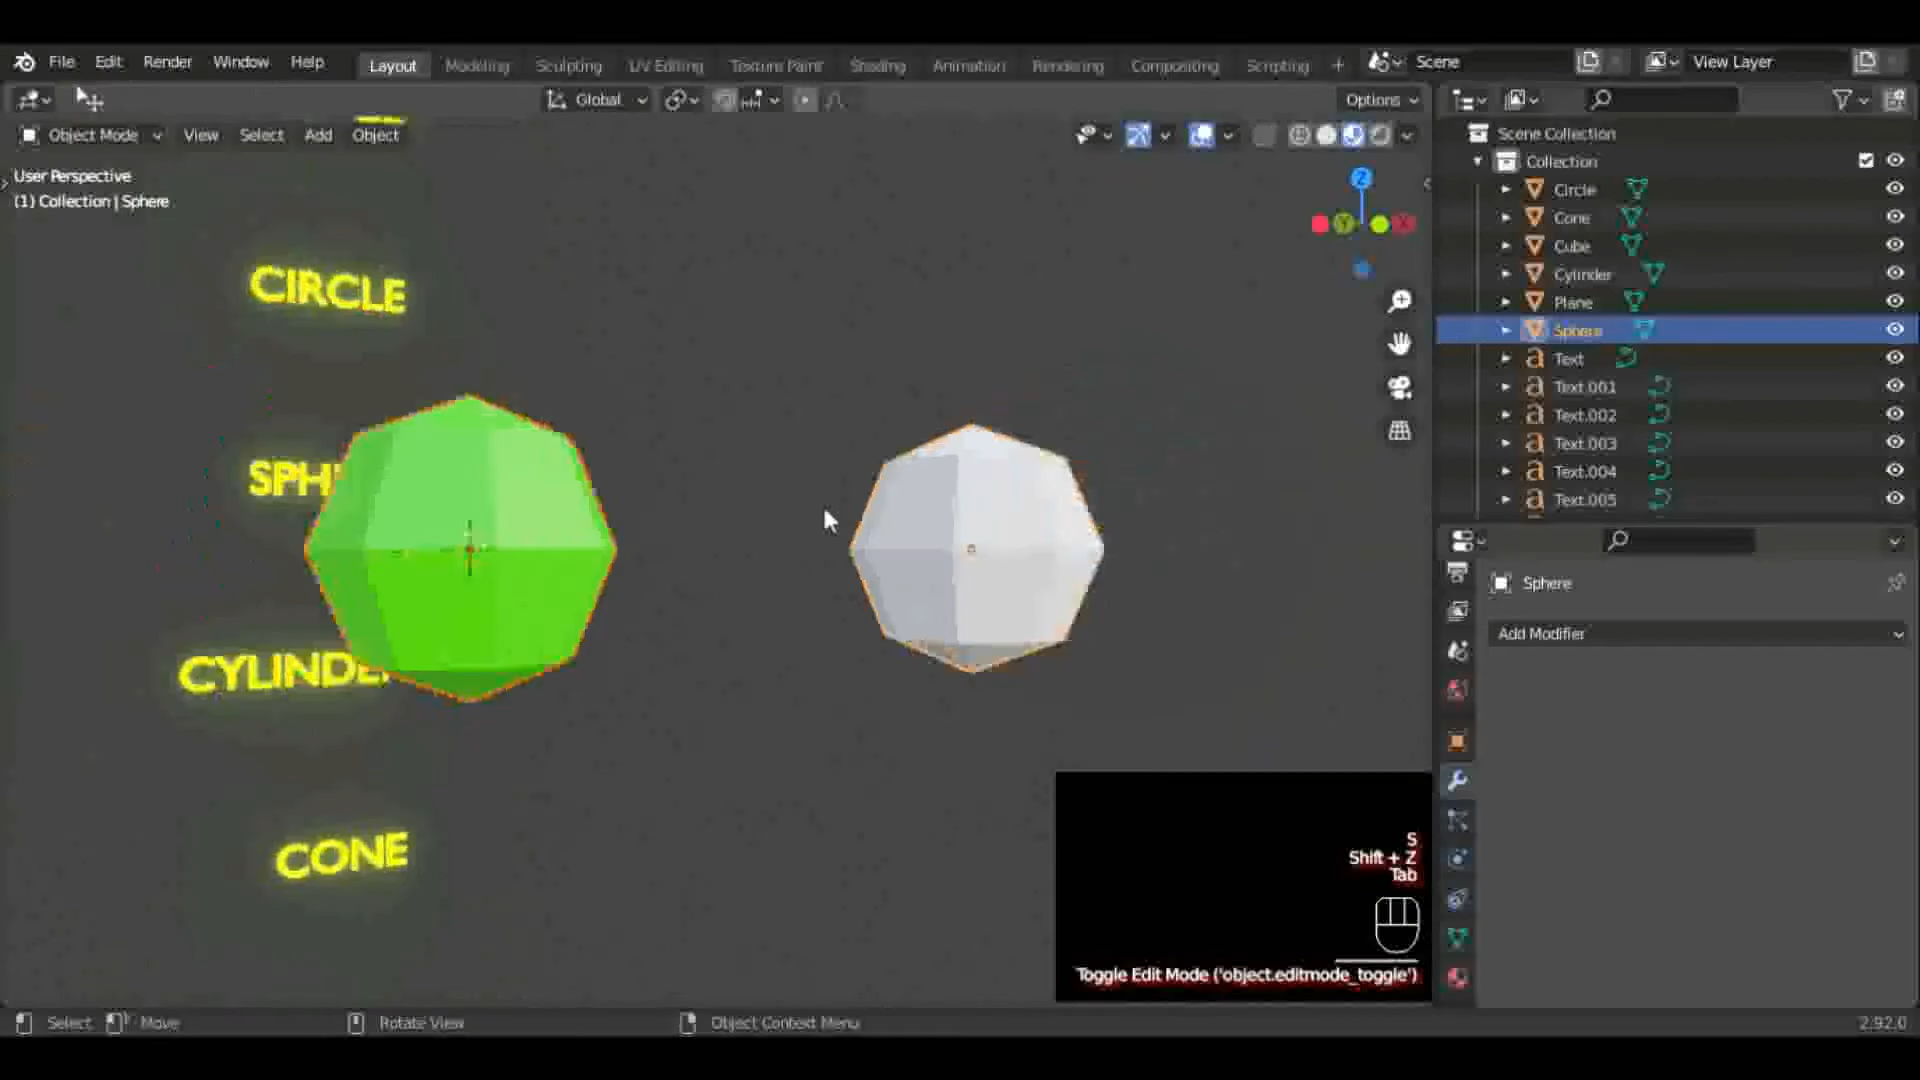 File Edit Render Window Help Layout Modeling Sculpting UV Editing Texture Paint Shading Animation Rendering Compositing Scripting + Scene View Layer
Global Options
Object Mode View Select Add Object
Scene Collection
Collection
User Perspective
(1) Collection | Sphere
Z
Y X
Circle
Cone
Cube
Cylinder
Plane
Sphere
Text
Text.001
Text.002
Text.003
Text.004
Text.005
CIRCLE
SPH
CYLINDE
CONE
Sphere
Add Modifier
S
Shift + Z
Tab
Toggle Edit Mode ('object.editmode_toggle')
Select Move Rotate View Object Context Menu 2.92.0